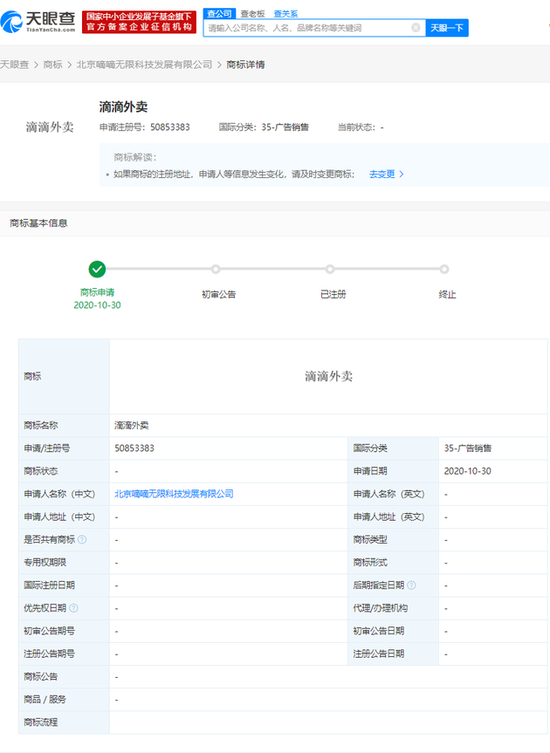 天眼查
TianYanCha.com
国家中小企业发展子基金旗下
官方备案企业征信机构
查公司 查老板 查关系
请输入公司名称、人名、品牌名称等关键词
天眼一下
天眼查 > 商标 > 北京嘀嘀无限科技发展有限公司 > 商标详情
滴滴外卖
滴滴外卖
申请注册号：50853383 国际分类：35-广告销售 当前状态：-
商标解读：
• 如果商标的注册地址，申请人等信息发生变化，请及时变更商标； 去变更 >
商标基本信息
商标申请 初审公告 已注册 终止
2020-10-30
商标 滴滴外卖
商标名称 滴滴外卖
申请/注册号 50853383 国际分类 35-广告销售
商标状态 - 申请日期 2020-10-30
申请人名称（中文） 北京嘀嘀无限科技发展有限公司 申请人名称（英文） -
申请人地址（中文） - 申请人地址（英文） -
是否共有商标 ? - 商标类型 -
专用权期限 - 商标形式 -
国际注册日期 - 后期指定日期 ? -
优先权日期 ? - 代理/办理机构 -
初审公告期号 - 初审公告日期 -
注册公告期号 - 注册公告日期 -
商标公告 -
商品 / 服务 -
商标流程